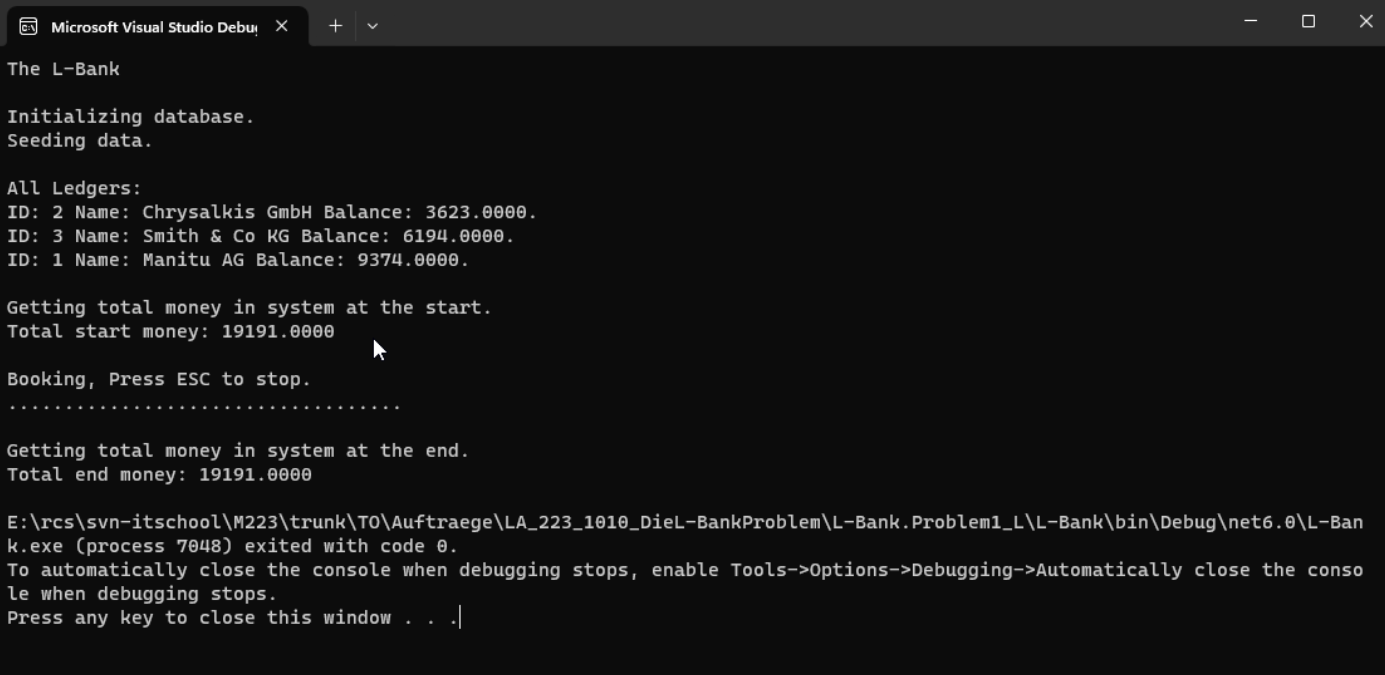 Microsoft Visual Studio Debug
The L-Bank
Initializing database.
Seeding data.
All Ledgers:
ID: 2 Name: Chrysalkis GmbH Balance: 3623.0000.
ID: 3 Name: Smith & Co KG Balance: 6194.0000.
ID: 1 Name: Manitu AG Balance: 9374.0000.
Getting total money in system at the start.
Total start money: 19191.0000
Booking, Press ESC to stop.
...................................
Getting total money in system at the end.
Total end money: 19191.0000
E:\rcs\svn-itschool\M223\trunk\TO\Auftraege\LA_223_1010_DieL-BankProblem\L-Bank.Problem1_L\L-Bank\bin\Debug\net6.0\L-Ban
k.exe (process 7048) exited with code 0.
To automatically close the console when debugging stops, enable Tools->Options->Debugging->Automatically close the conso
le when debugging stops.
Press any key to close this window . . .